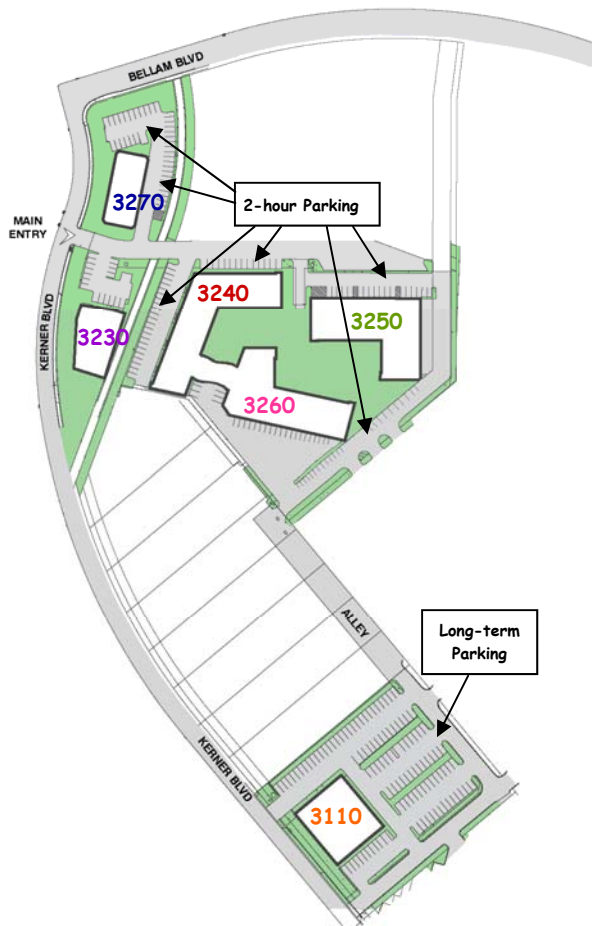 BELLAM BLVD
3270
2-hour Parking
MAIN
ENTRY
3240
3250
3230
KERNER BLVD
3260
ALLEY
Long-term
Parking
KERNER BLVD
3110